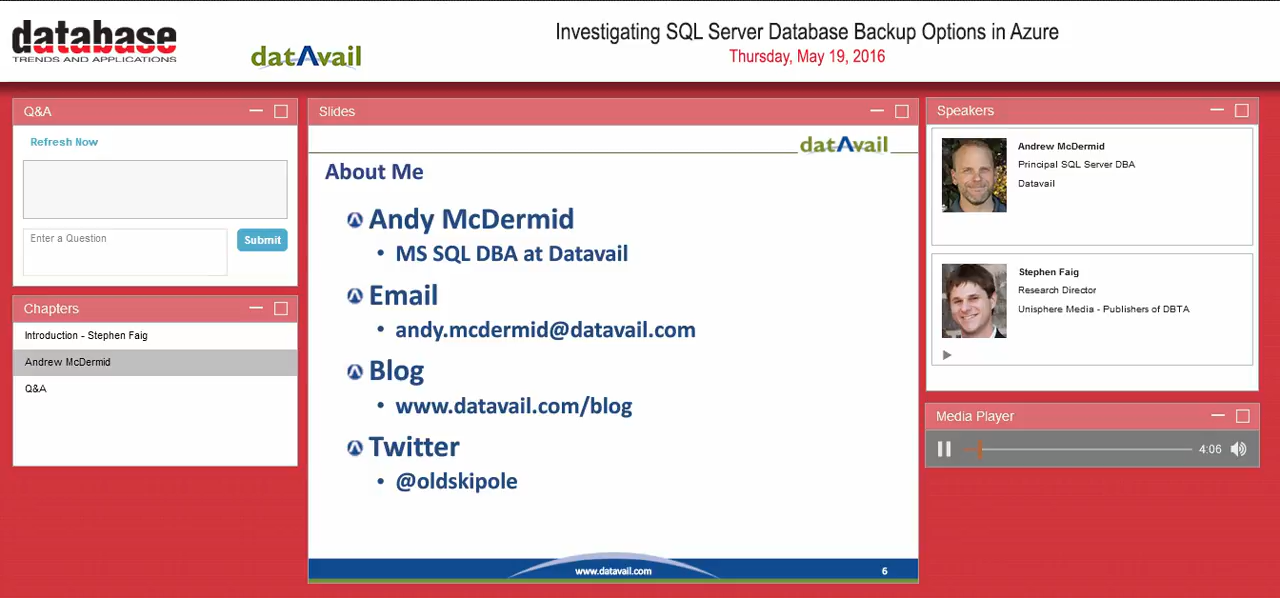 database
TRENDS AND APPLICATIONS
datAvail
Investigating SQL Server Database Backup Options in Azure
Thursday, May 19, 2016
Q&A
Refresh Now
Enter a Question
Submit
Chapters
Introduction - Stephen Faig
Andrew McDermid
Q&A
Slides
datAvail
About Me
Andy McDermid
• MS SQL DBA at Datavail
Email
• andy.mcdermid@datavail.com
Blog
• www.datavail.com/blog
Twitter
• @oldskipole
www.datavail.com
6
Speakers
Andrew McDermid
Principal SQL Server DBA
Datavail
Stephen Faig
Research Director
Unisphere Media - Publishers of DBTA
Media Player
4:06